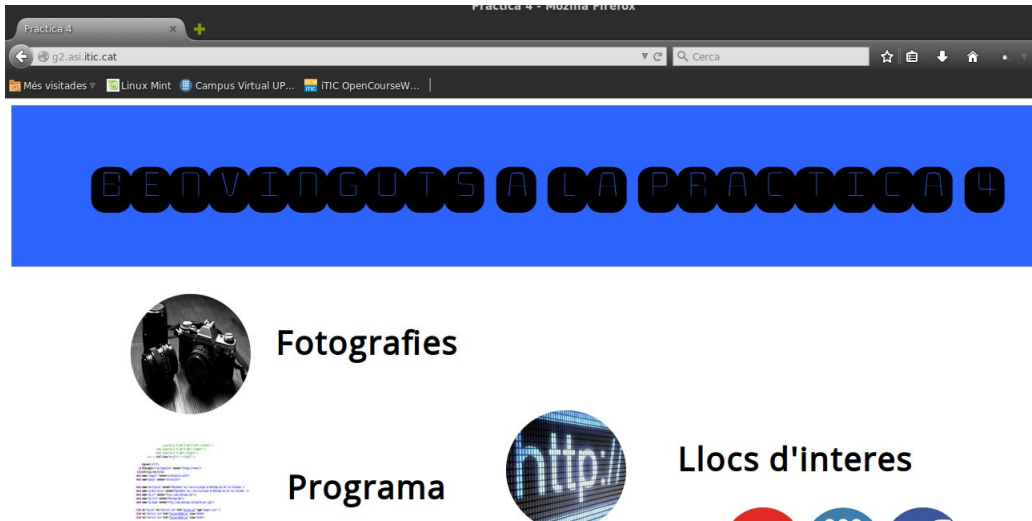 Practica 4 - Mozilla Firefox
Practica 4
g2.asi.itic.cat
Cerca
Més visitades
Linux Mint
Campus Virtual UP...
iTIC OpenCourseW...
BENVINGUTS A LA PRACTICA 4
Fotografies
http:/
Llocs d'interes
Programa